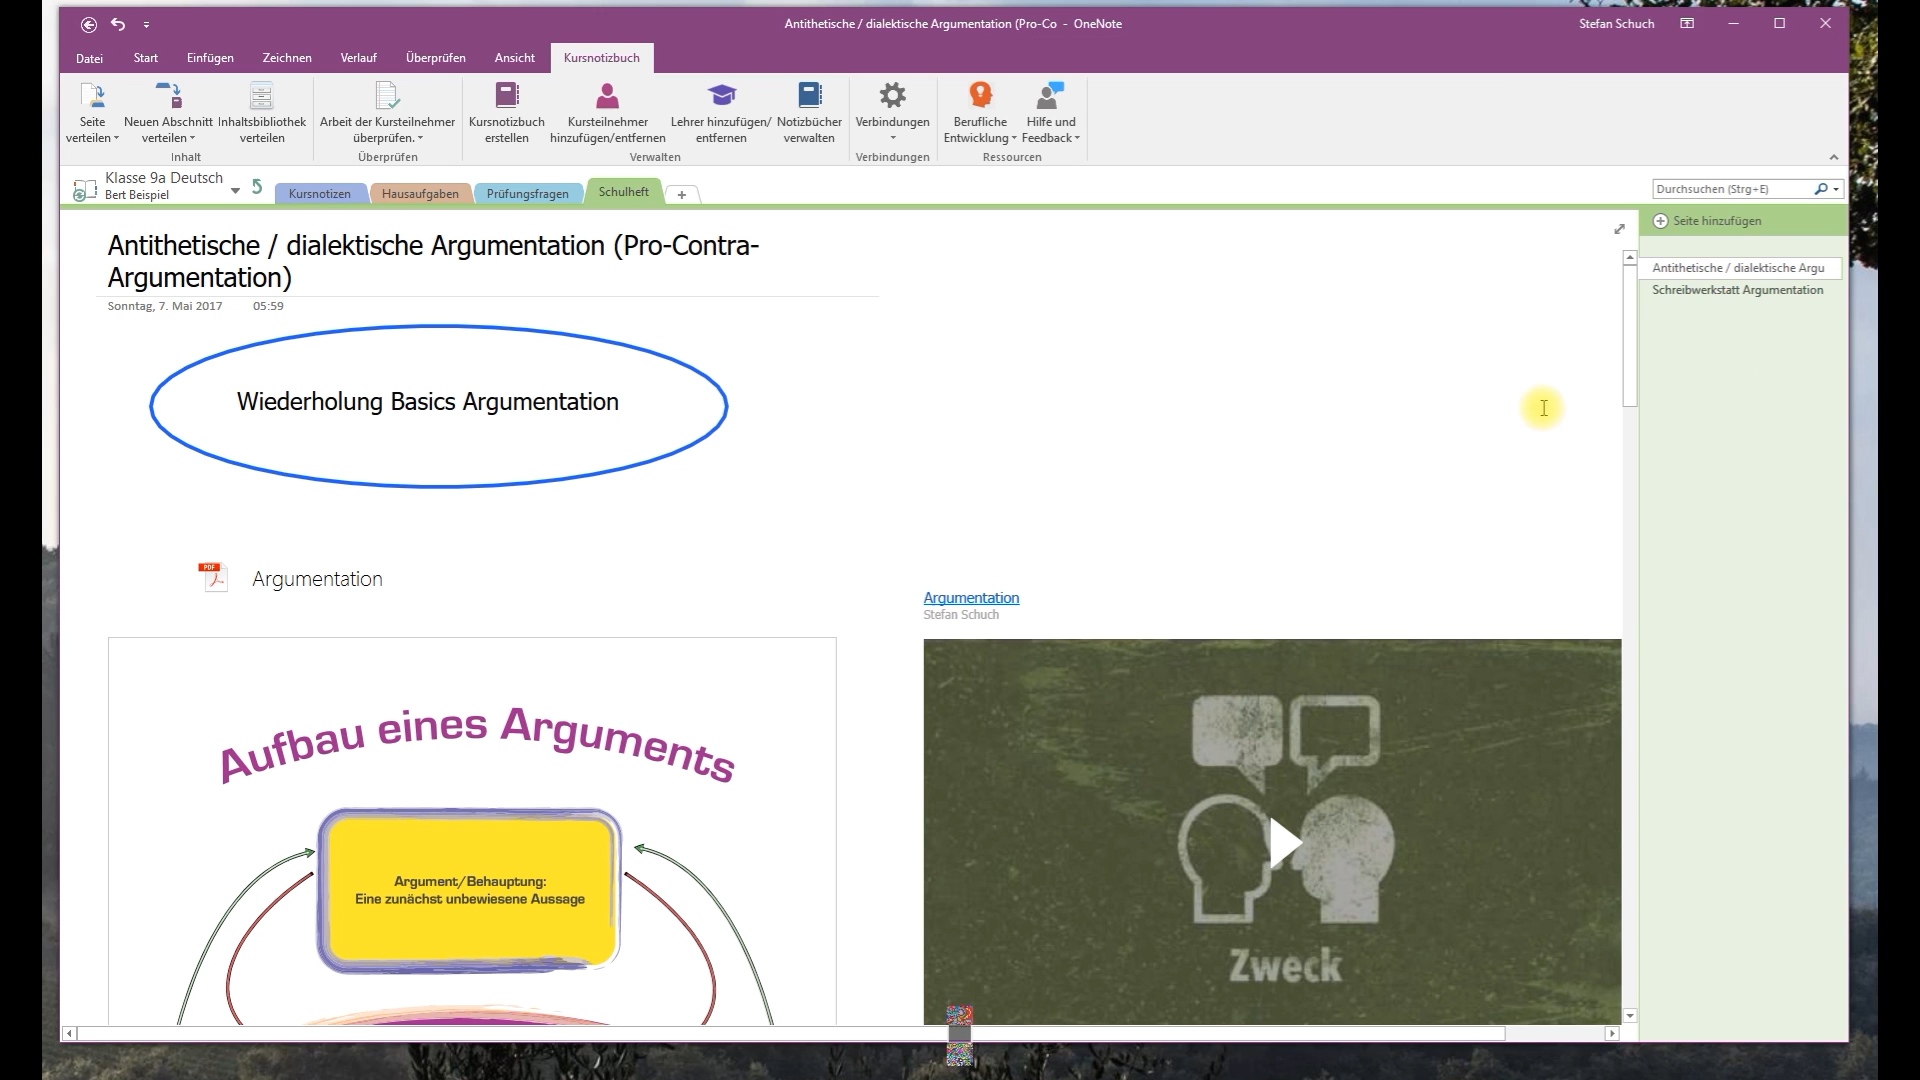 Antithetische / dialektische Argumentation (Pro-Co - OneNote
Stefan Schuch
Datei Start Einfügen Zeichnen Verlauf Überprüfen Ansicht Kursnotizbuch
Seite verteilen
Neuen Abschnitt verteilen
Inhaltsbibliothek verteilen
Inhalt
Arbeit der Kursteilnehmer überprüfen.
Überprüfen
Kursnotizbuch erstellen
Kursteilnehmer hinzufügen/entfernen
Lehrer hinzufügen/ entfernen
Notizbücher verwalten
Verwalten
Verbindungen
Verbindungen
Berufliche Entwicklung
Hilfe und Feedback
Ressourcen
Klasse 9a Deutsch
Bert Beispiel
Kursnotizen Hausaufgaben Prüfungsfragen Schulheft
Durchsuchen (Strg+E)
Seite hinzufügen
Antithetische / dialektische Argu
Schreibwerkstatt Argumentation
Antithetische / dialektische Argumentation (Pro-Contra-
Argumentation)
Sonntag, 7. Mai 2017 05:59
Wiederholung Basics Argumentation
PDF
Argumentation
Argumentation
Stefan Schuch
Aufbau eines Arguments
Argument/Behauptung:
Eine zunächst unbewiesene Aussage
Zweck